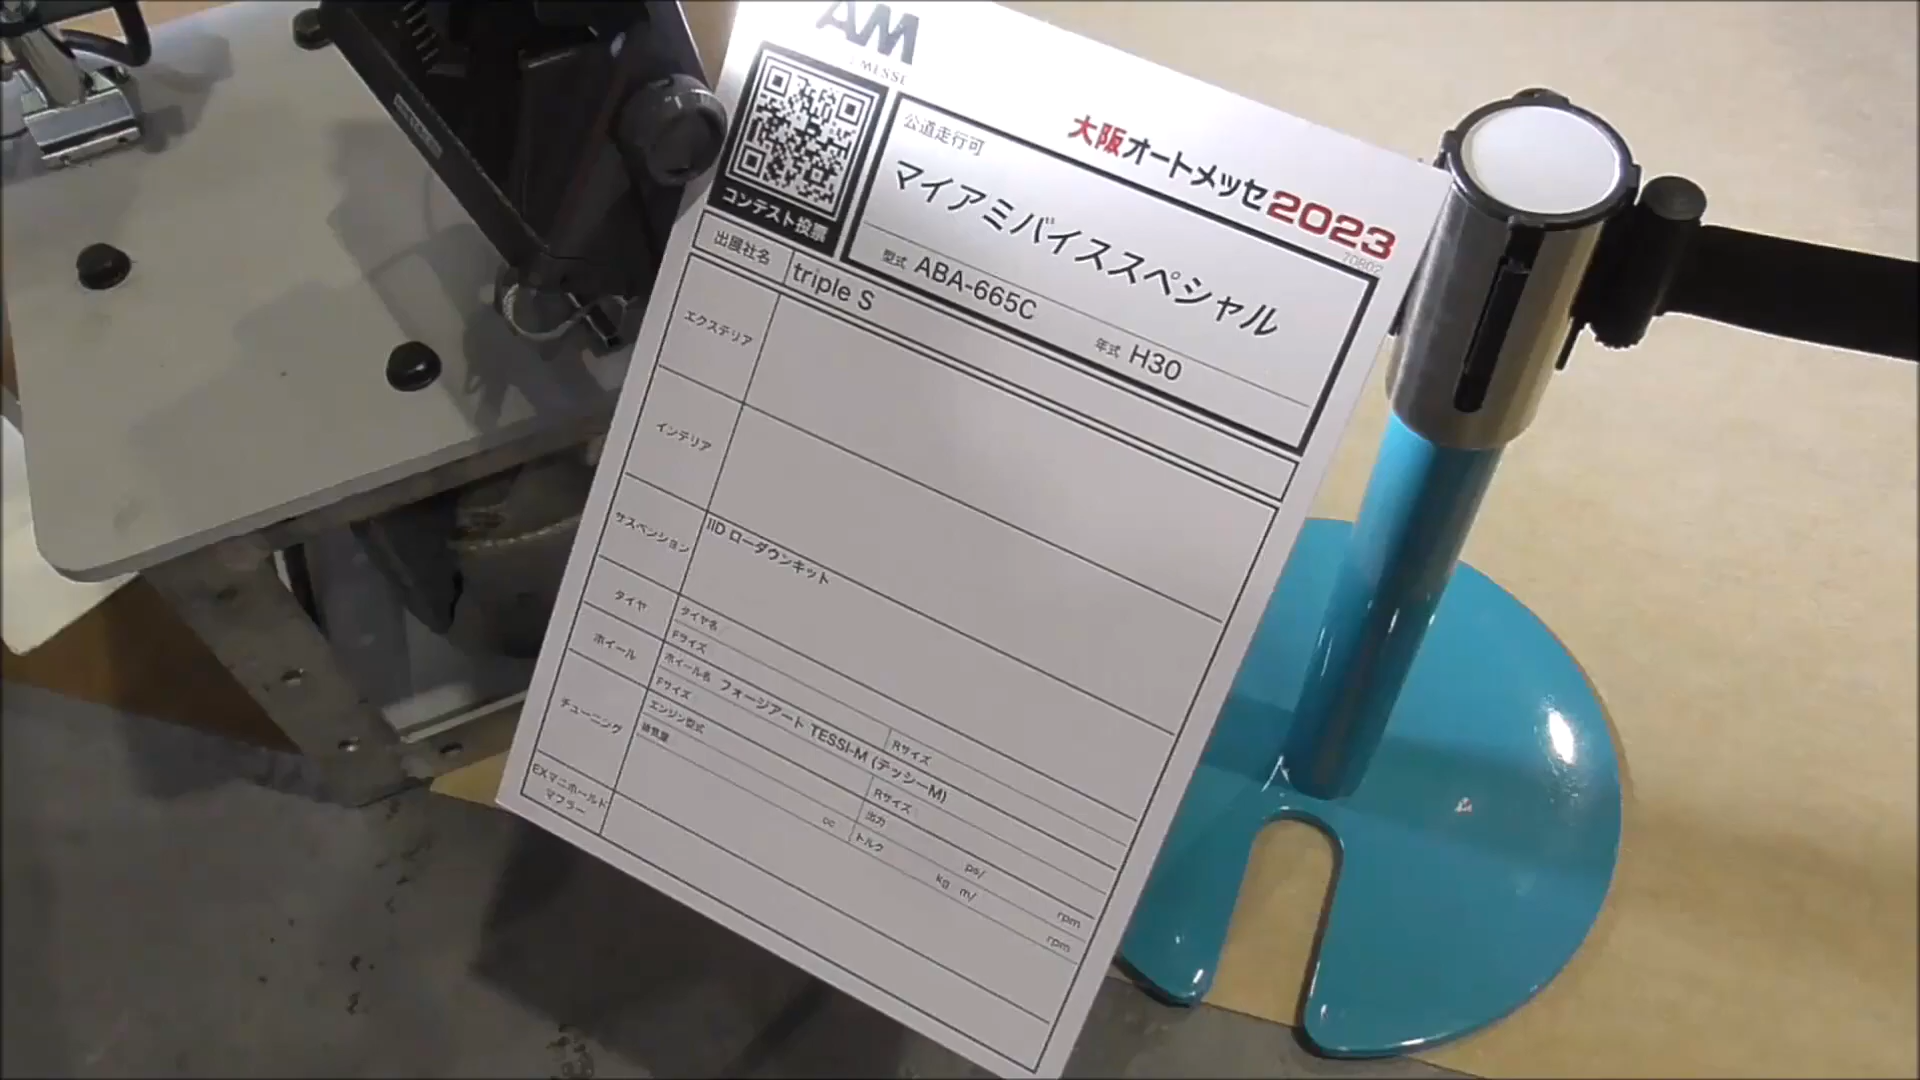 AM
MESSE
大阪オートメッセ2023
70802
コンテスト投票
公道走行可
マイアミバイススペシャル
型式 ABA-665C
年式 H30
出展社名 triple S
エクステリア
インテリア
サスペンション IID ローダウンキット
タイヤ タイヤ名
Fサイズ Rサイズ
ホイール ホイール名 フォージアート TESSI-M (テッシーM)
Fサイズ Rサイズ
チューニング エンジン型式 出力 ps/ rpm
排気量 cc トルク kg m/ rpm
EXマニホールド
マフラー